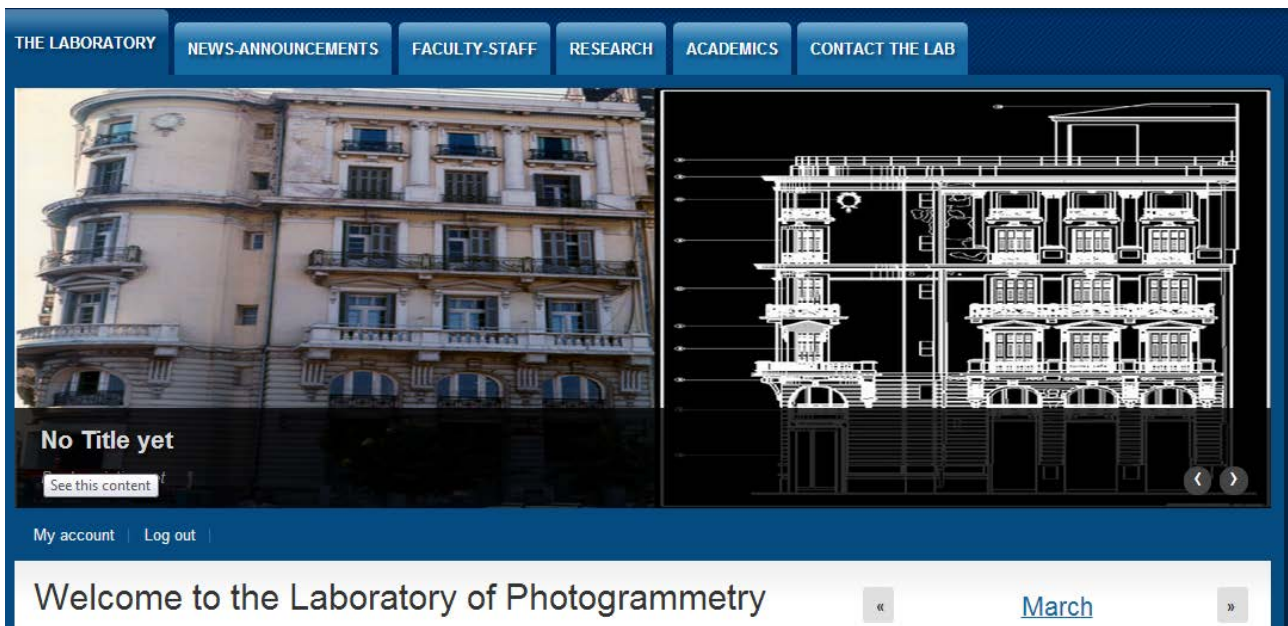 THE LABORATORY NEWS-ANNOUNCEMENTS FACULTY-STAFF RESEARCH ACADEMICS CONTACT THE LAB
No Title yet
See this content
‹ ›
My account | Log out |
Welcome to the Laboratory of Photogrammetry
« March »